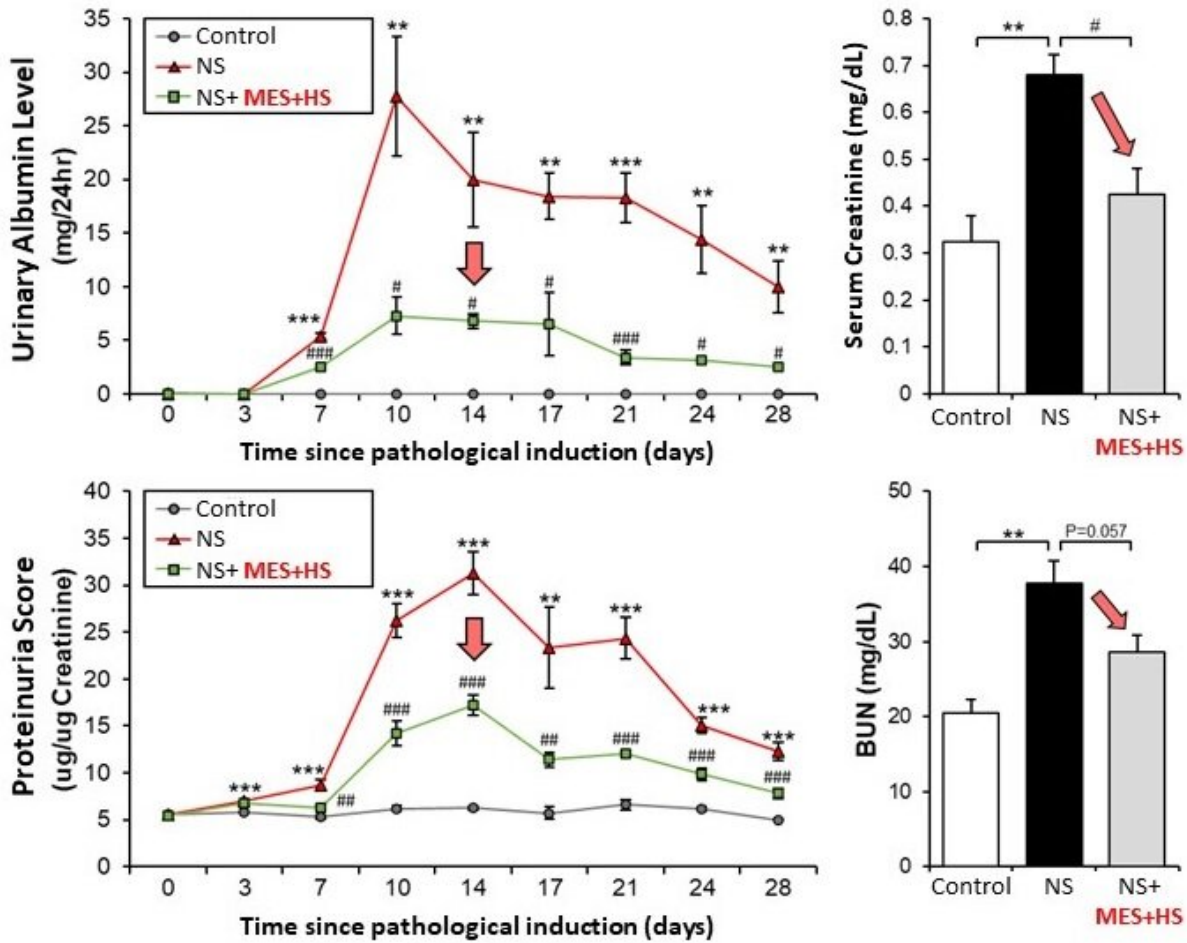 Urinary Albumin Level
(mg/24hr)
35
30
25
20
15
10
5
0
Control
NS
NS+ MES+HS
***
###
**
#
**
#
**
#
***
###
**
#
**
#
0 3 7 10 14 17 21 24 28
Time since pathological induction (days)
Serum Creatinine (mg/dL)
0.8
0.7
0.6
0.5
0.4
0.3
0.2
0.1
0
** #
Control NS NS+
MES+HS
Proteinuria Score
(ug/ug Creatinine)
40
35
30
25
20
15
10
5
0
Control
NS
NS+ MES+HS
***
***
##
***
###
***
###
**
##
***
###
***
###
***
###
0 3 7 10 14 17 21 24 28
Time since pathological induction (days)
BUN (mg/dL)
50
40
30
20
10
0
** P=0.057
Control NS NS+
MES+HS